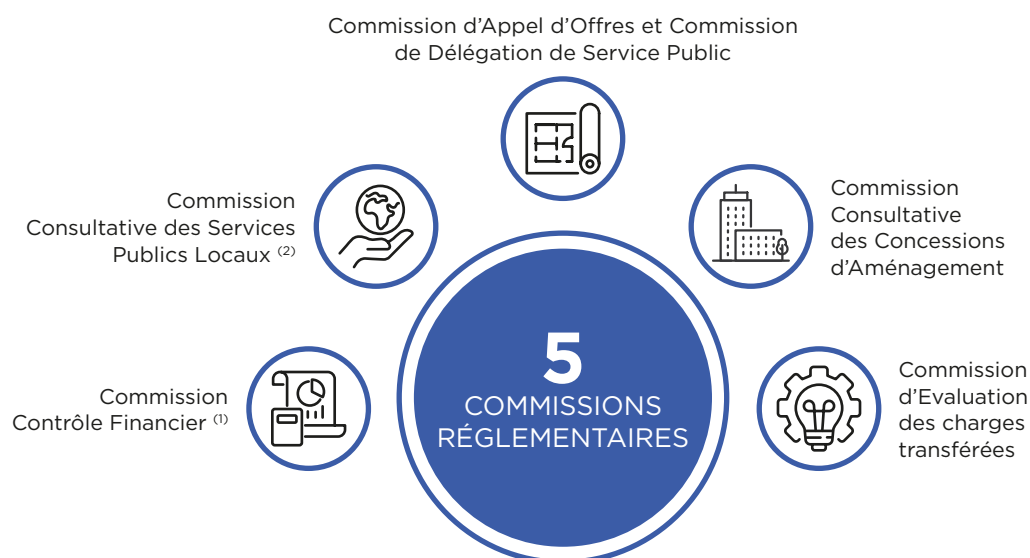 Commission d’Appel d’Offres et Commission
de Délégation de Service Public
Commission
Consultative des Services
Publics Locaux (2)
Commission
Consultative
des Concessions
d’Aménagement
Commission
Contrôle Financier (1)
5
COMMISSIONS
RÉGLEMENTAIRES
Commission
d’Evaluation
des charges
transférées